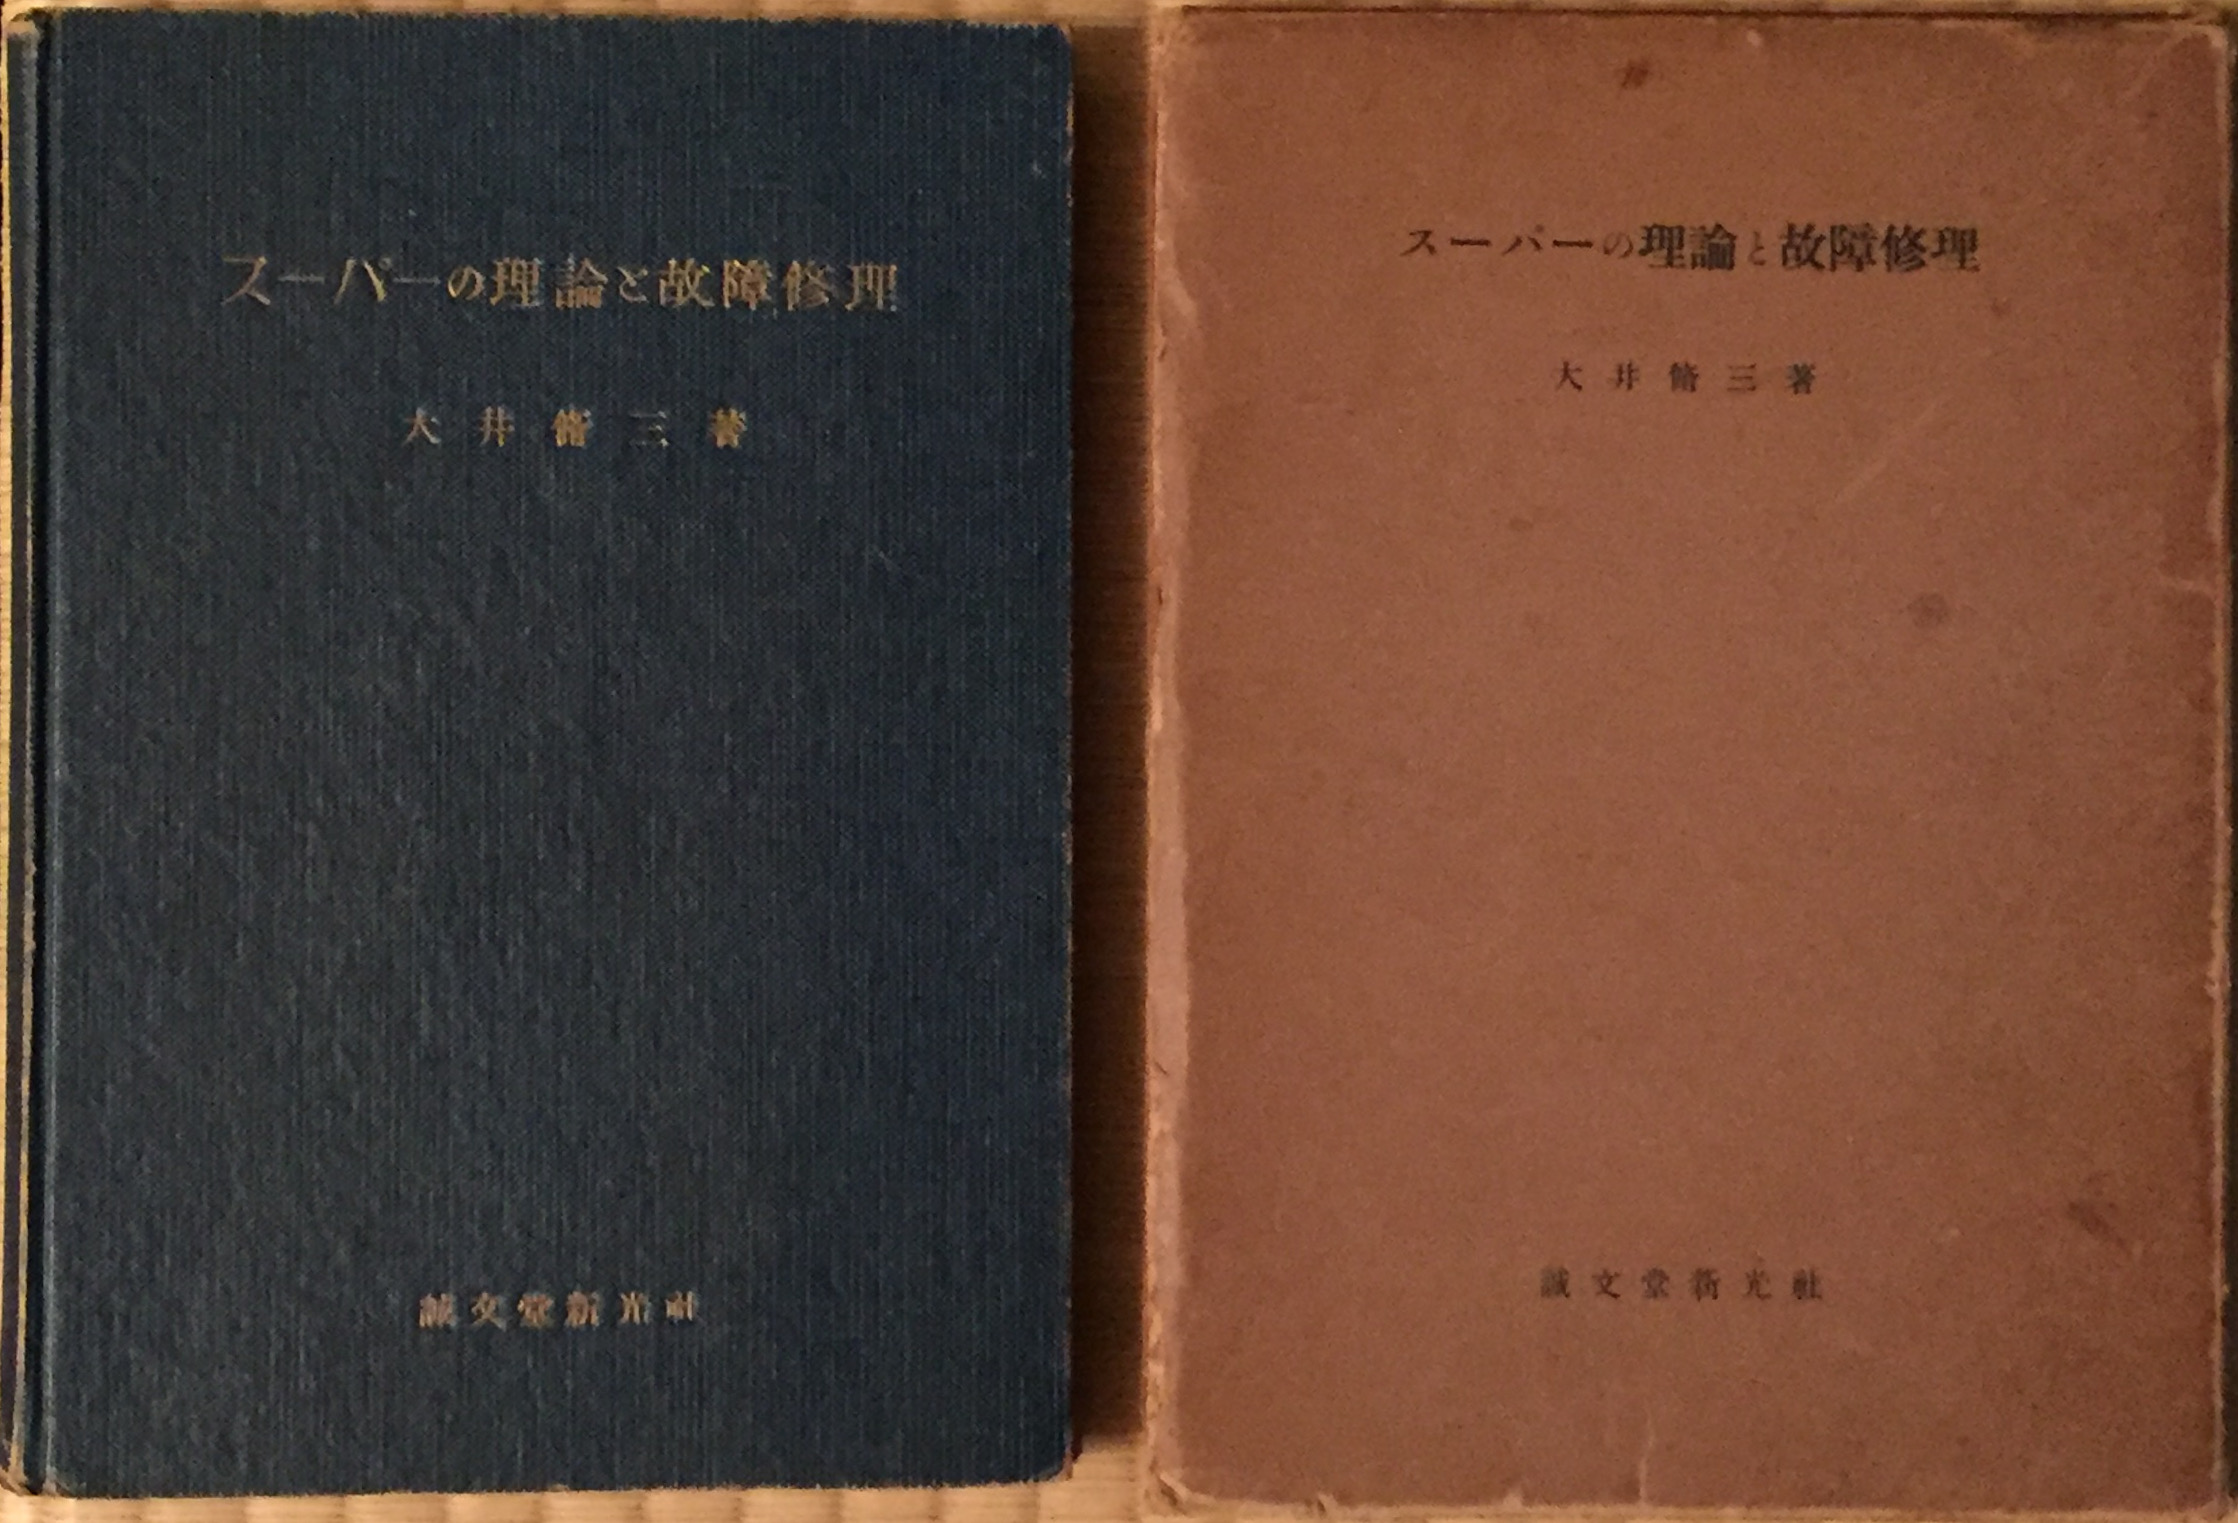 スーパーの理論と故障修理
大井脩三著
誠文堂新光社
スーパーの理論と故障修理
大井脩三著
誠文堂新光社